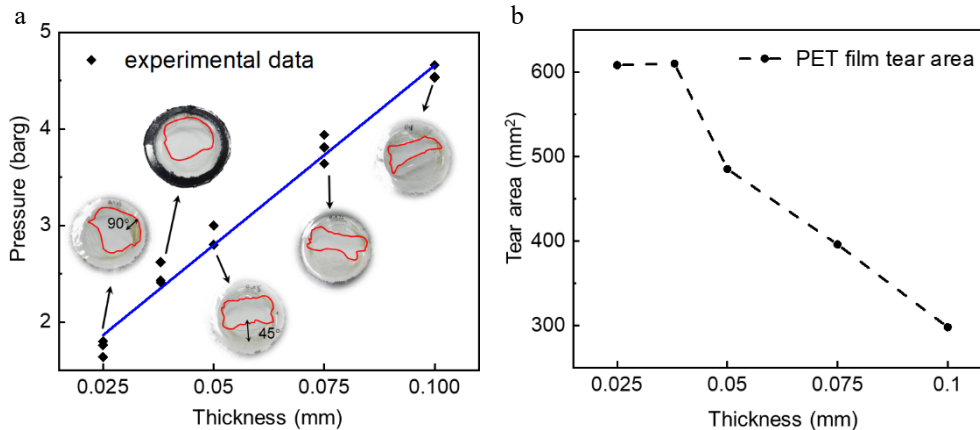 a
5
4
3
2
Pressure (barg)
experimental data
90°
45°
0.025
0.05
0.075
0.100
Thickness (mm)
b
600
500
400
300
Tear area (mm²)
PET film tear area
0.025
0.05
0.075
0.1
Thickness (mm)